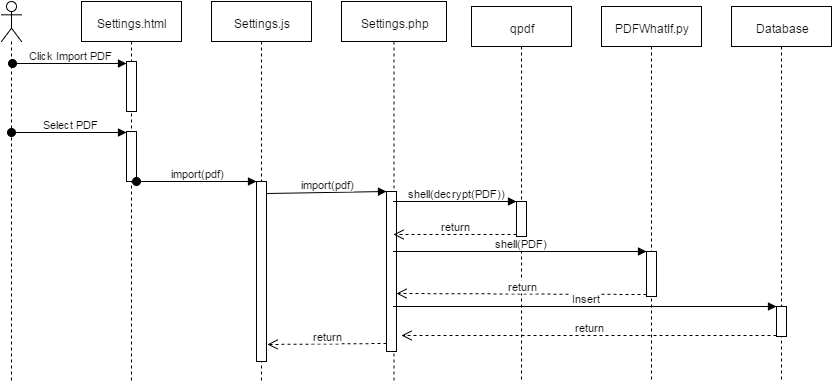 Settings.html
Settings.js
Settings.php
qpdf
PDFWhatIf.py
Database
Click Import PDF
Select PDF
import(pdf)
import(pdf)
shell(decrypt(PDF))
return
shell(PDF)
return
Insert
return
return